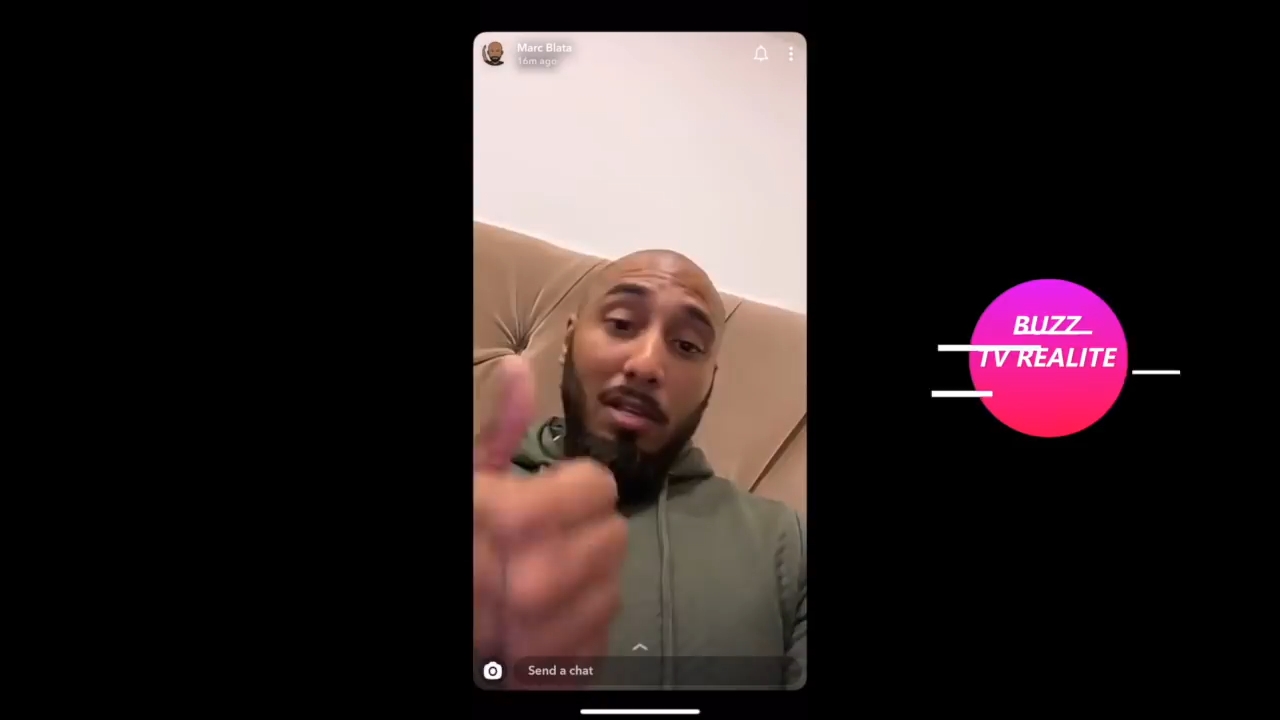 Marc Blata
16m ago
Send a chat
BUZZ
TV REALITE